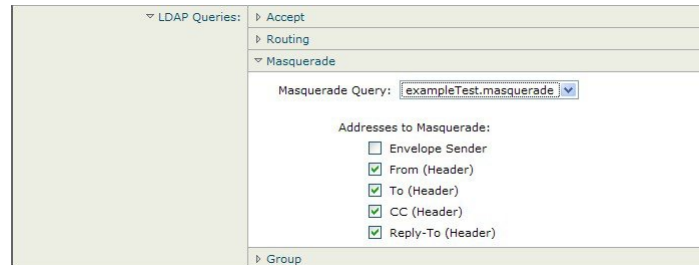 LDAP Queries:
Accept
Routing
Masquerade
Masquerade Query: exampleTest.masquerade
Addresses to Masquerade:
Envelope Sender
From (Header)
To (Header)
CC (Header)
Reply-To (Header)
Group